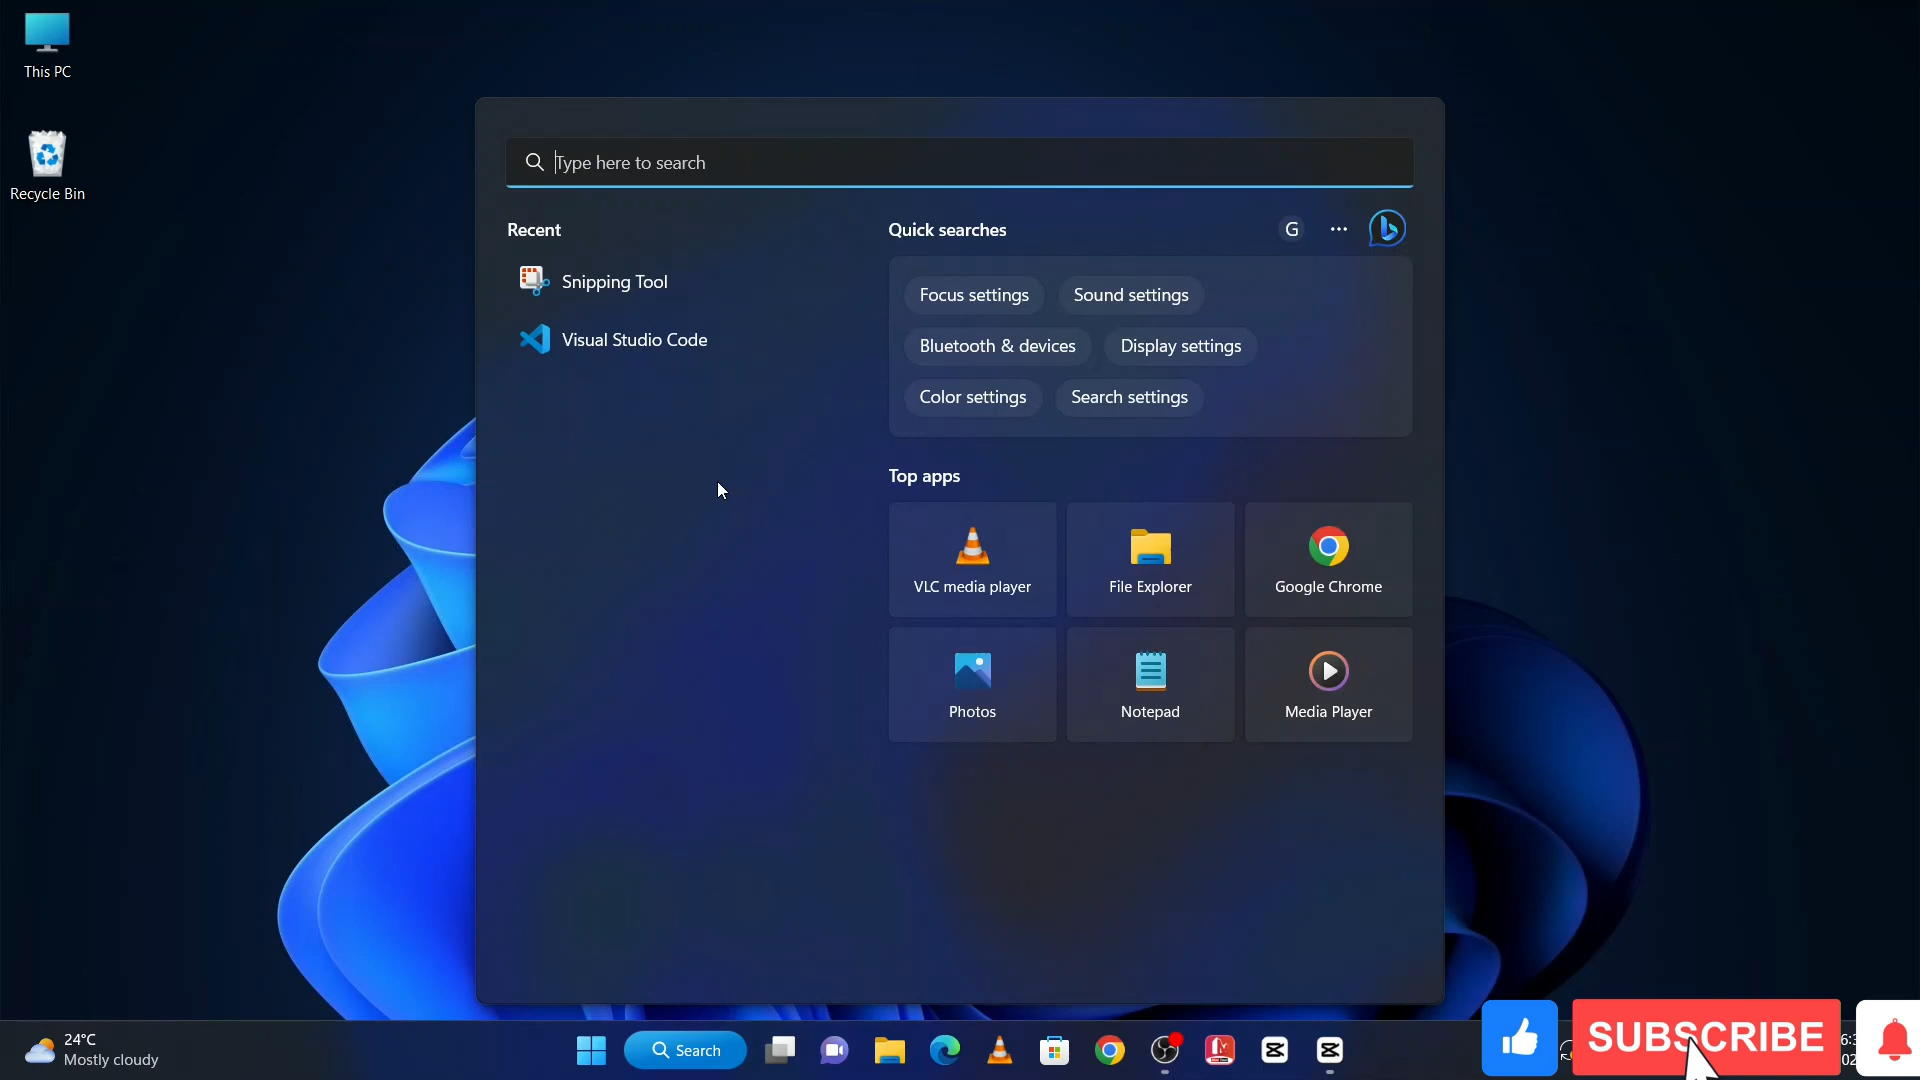 This PC
Recycle Bin
Type here to search
Recent
Snipping Tool
Visual Studio Code
Quick searches
G
Focus settings
Sound settings
Bluetooth & devices
Display settings
Color settings
Search settings
Top apps
VLC media player
File Explorer
Google Chrome
Photos
Notepad
Media Player
24°C
Mostly cloudy
Search
SUBSCRIBE